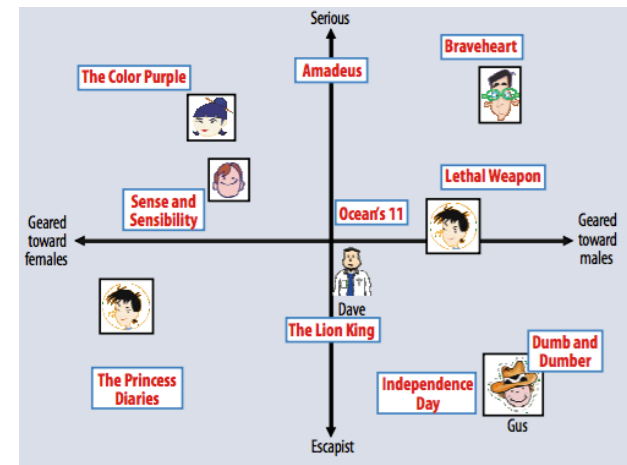 Serious
Braveheart
Amadeus
The Color Purple
Lethal Weapon
Sense and
Sensibility
Ocean's 11
Geared
toward
females
Geared
toward
males
Dave
The Lion King
Dumb and
Dumber
The Princess
Diaries
Independence
Day
Gus
Escapist